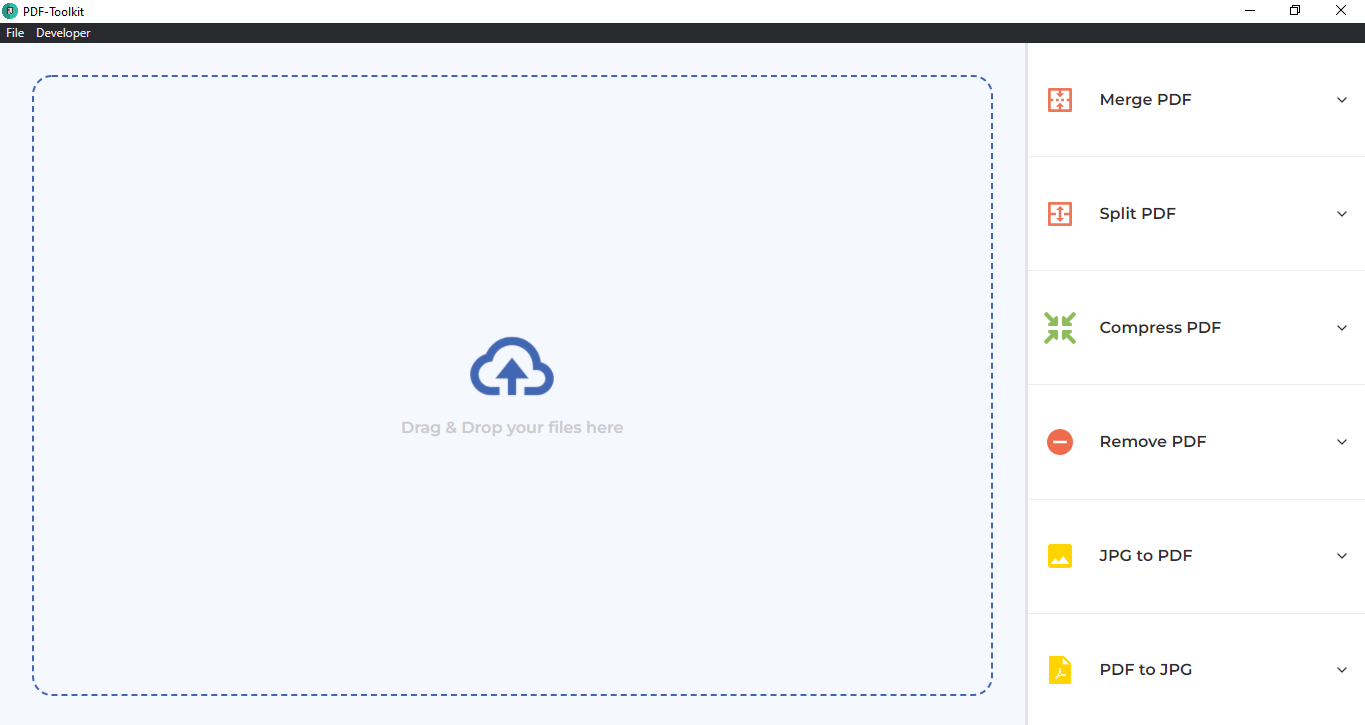 PDF-Toolkit
File Developer
Drag & Drop your files here
Merge PDF
Split PDF
Compress PDF
Remove PDF
JPG to PDF
PDF to JPG